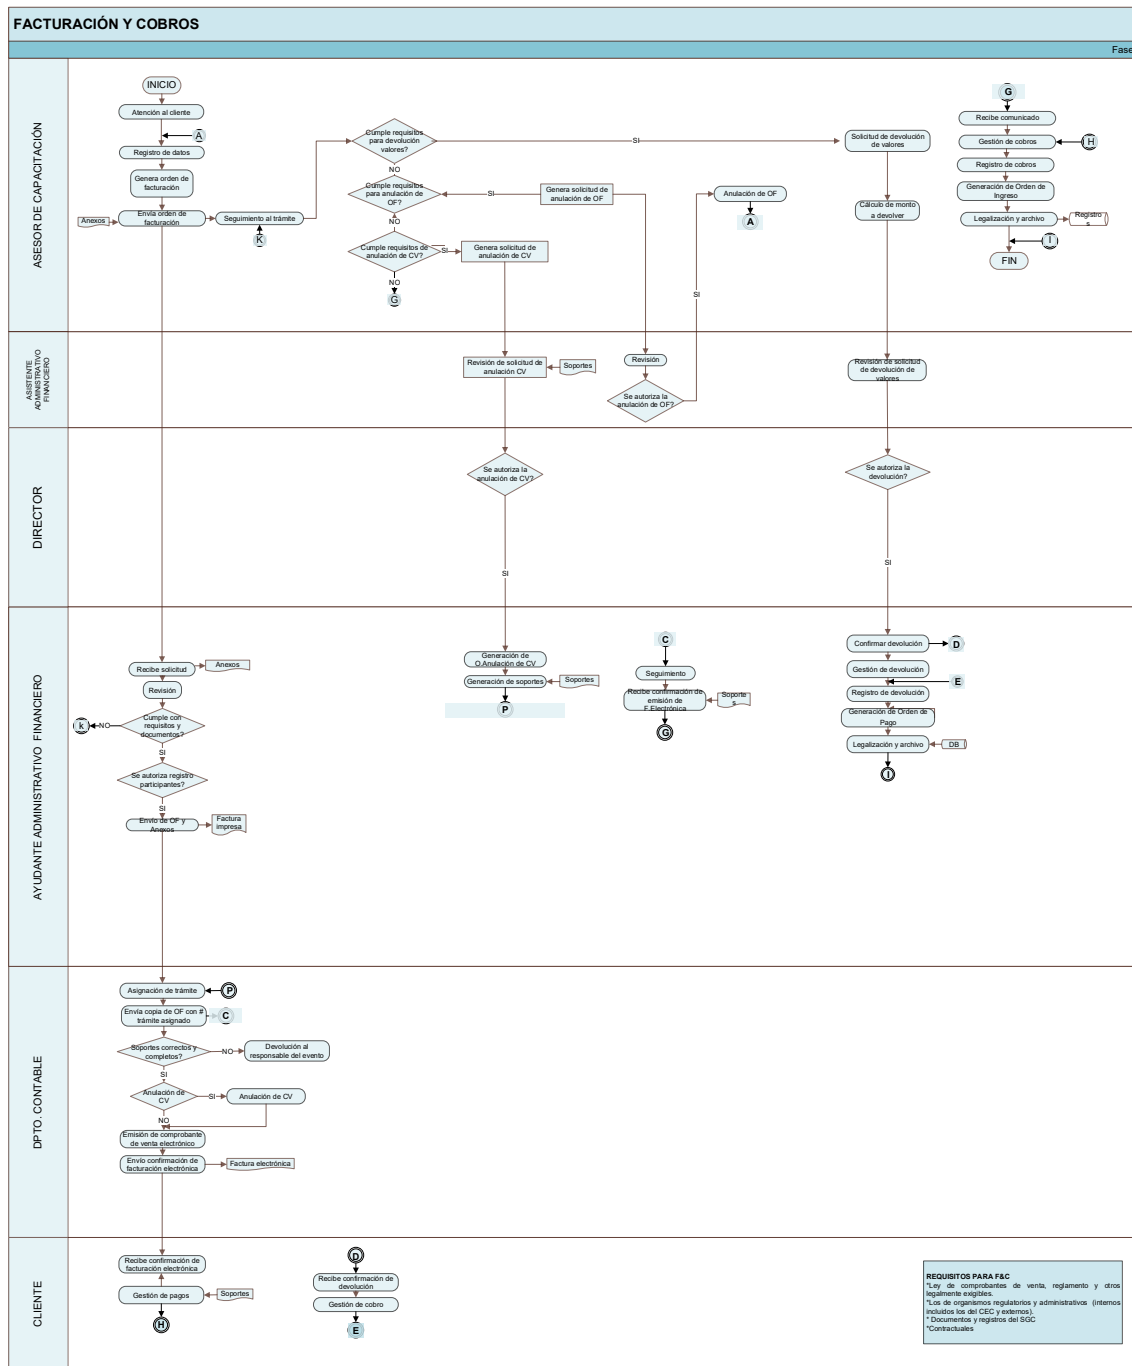 FACTURACIÓN Y COBROS
Fase
ASESOR DE CAPACITACIÓN
INICIO
Atención al cliente
A
Registro de datos
Genera orden de
facturación
Anexos
Envía orden de
facturación
Seguimiento al trámite
K
Cumple requisitos
para devolución
valores?
SI
NO
Cumple requisitos
para anulación de
OF?
SI
Genera solicitud de
anulación de OF
NO
Cumple requisitos de
anulación de CV?
SI
Genera solicitud de
anulación de CV
NO
G
Anulación de OF
A
SI
Solicitud de devolución
de valores
Cálculo de monto
a devolver
G
Recibe comunicado
Gestión de cobros
H
Registro de cobros
Generación de Orden de
Ingreso
Legalización y archivo
Registro
s
I
FIN
ASISTENTE
ADMINISTRATIVO
FINANCIERO
Revisión de solicitud de
anulación CV
Soportes
Revisión
Se autoriza la
anulación de OF?
Revisión de solicitud
de devolución de
valores
DIRECTOR
Se autoriza la
anulación de CV?
SI
Se autoriza la
devolución?
SI
AYUDANTE ADMINISTRATIVO FINANCIERO
Recibe solicitud
Anexos
Revisión
Cumple con
requisitos y
documentos?
NO
k
SI
Se autoriza registro
participantes?
SI
Envío de OF y
Anexos
Factura
impresa
Generación de
O.Anulación de CV
Generación de soportes
Soportes
P
C
Seguimiento
Recibe confirmación de
emisión de
F.Electrónica
Soporte
s
G
Confirmar devolución
D
Gestión de devolución
E
Registro de devolución
Generación de Orden de
Pago
Legalización y archivo
DB
I
DPTO. CONTABLE
Asignación de trámite
P
Envía copia de OF con #
trámite asignado
C
Soportes correctos y
completos?
NO
Devolución al
responsable del evento
SI
Anulación de
CV
SI
Anulación de CV
NO
Emisión de comprobante
de venta electrónico
Envío confirmación de
facturación electrónica
Factura electrónica
CLIENTE
Recibe confirmación de
facturación electrónica
Gestión de pagos
Soportes
H
D
Recibe confirmación de
devolución
Gestión de cobro
E
REQUISITOS PARA F&C
*Ley de comprobantes de venta, reglamento y otros
legalmente exigibles.
*Los de organismos regulatorios y administrativos (internos
incluidos los del CEC y externos).
* Documentos y registros del SGC
*Contractuales